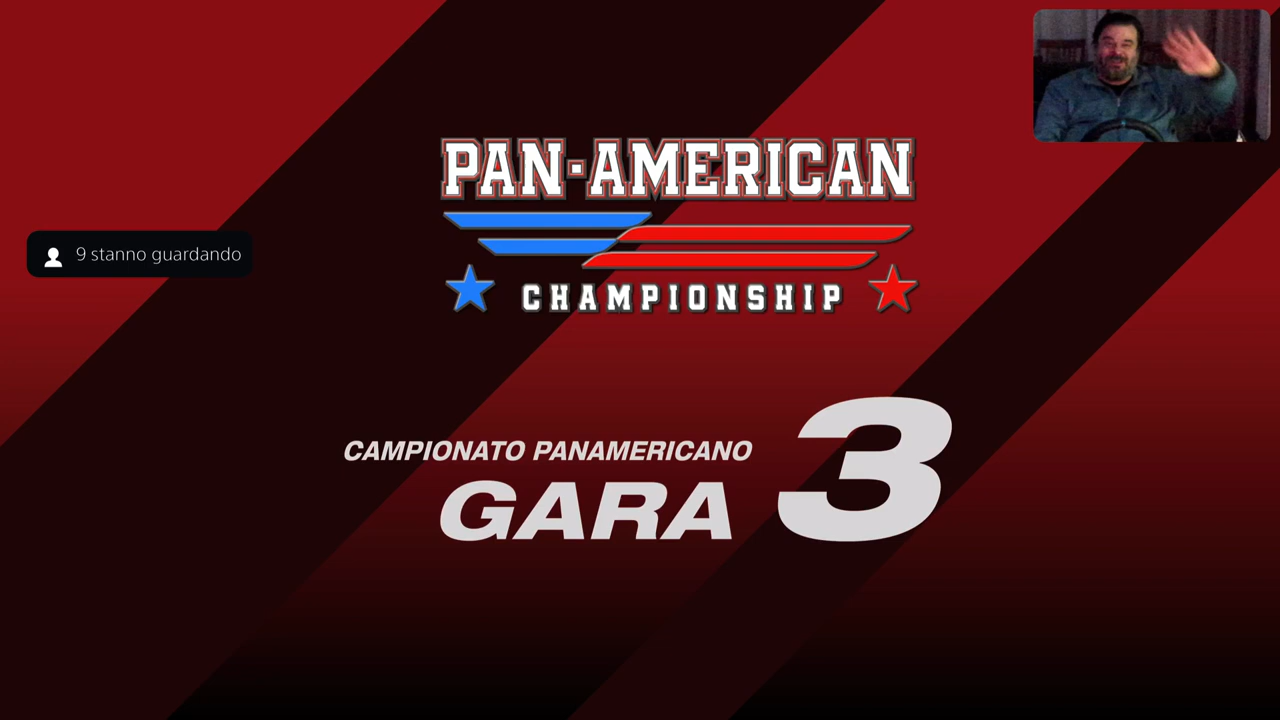 PAN-AMERICAN
CHAMPIONSHIP
9 stanno guardando
CAMPIONATO PANAMERICANO
GARA 3